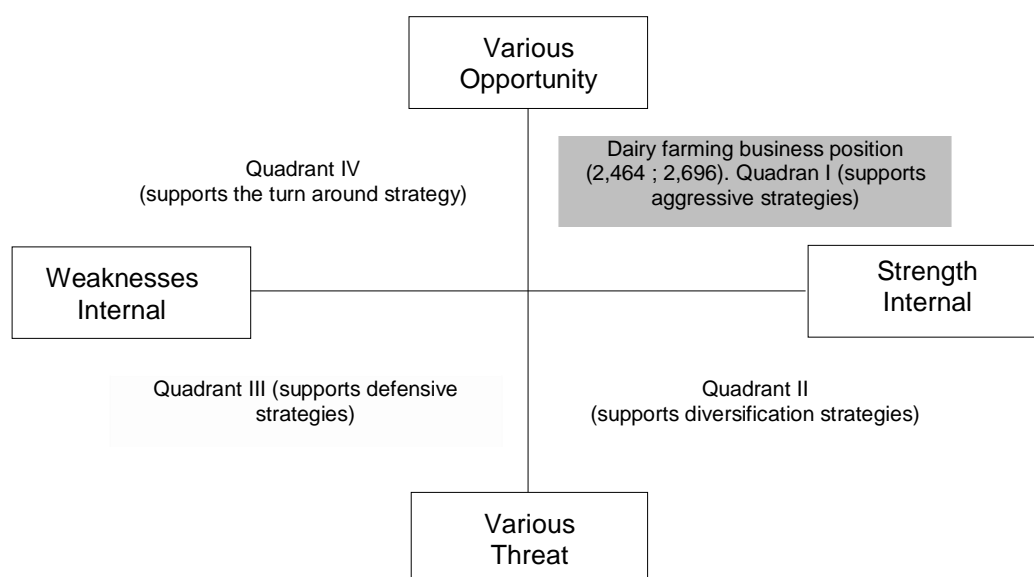 Various
Opportunity
Quadrant IV
(supports the turn around strategy)
Dairy farming business position
(2,464 ; 2,696). Quadran I (supports
aggressive strategies)
Weaknesses
Internal
Strength
Internal
Quadrant III (supports defensive
strategies)
Quadrant II
(supports diversification strategies)
Various
Threat